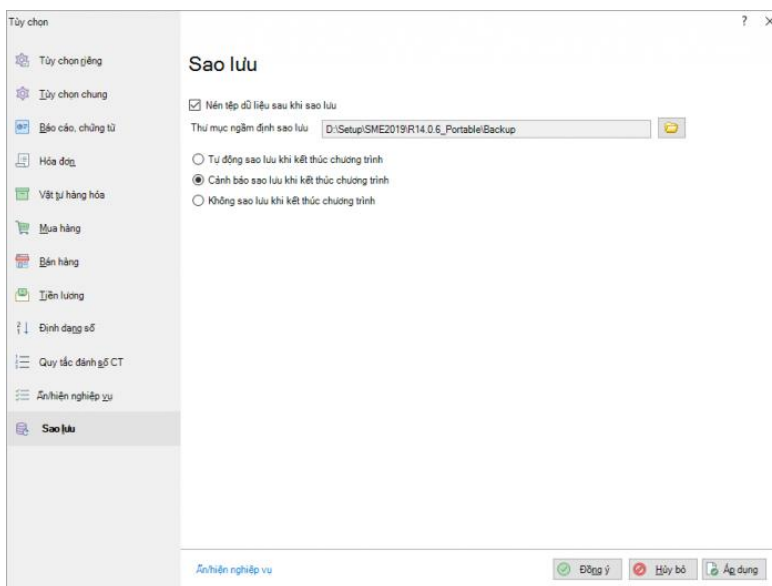 Tùy chọn
? ×
Tùy chọn riêng
Tùy chọn chung
Báo cáo, chứng từ
Hóa đơn
Vật tư hàng hóa
Mua hàng
Bán hàng
Tiền lương
Định dạng số
Quy tắc đánh số CT
Ẩn/hiện nghiệp vụ
Sao lưu
Sao lưu
Nén tệp dữ liệu sau khi sao lưu
Thư mục ngầm định sao lưu D:\Setup\SME2019\R14.0.6_Portable\Backup
Tự động sao lưu khi kết thúc chương trình
Cảnh báo sao lưu khi kết thúc chương trình
Không sao lưu khi kết thúc chương trình
Ẩn/hiện nghiệp vụ
Đồng ý Hủy bỏ Áp dụng